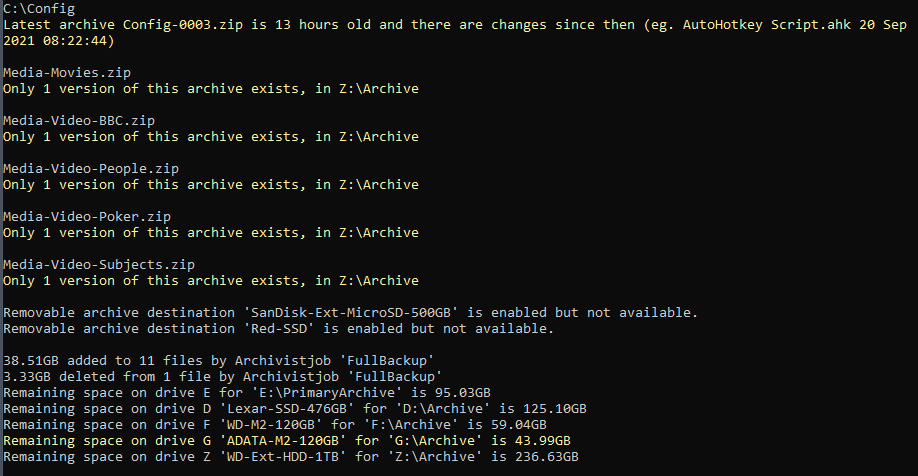 C:\Config
Latest archive Config-0003.zip is 13 hours old and there are changes since then (eg. AutoHotkey Script.ahk 20 Sep
2021 08:22:44)
Media-Movies.zip
Only 1 version of this archive exists, in Z:\Archive
Media-Video-BBC.zip
Only 1 version of this archive exists, in Z:\Archive
Media-Video-People.zip
Only 1 version of this archive exists, in Z:\Archive
Media-Video-Poker.zip
Only 1 version of this archive exists, in Z:\Archive
Media-Video-Subjects.zip
Only 1 version of this archive exists, in Z:\Archive
Removable archive destination 'SanDisk-Ext-MicroSD-500GB' is enabled but not available.
Removable archive destination 'Red-SSD' is enabled but not available.
38.51GB added to 11 files by Archivistjob 'FullBackup'
3.33GB deleted from 1 file by Archivistjob 'FullBackup'
Remaining space on drive E for 'E:\PrimaryArchive' is 95.03GB
Remaining space on drive D 'Lexar-SSD-476GB' for 'D:\Archive' is 125.10GB
Remaining space on drive F 'WD-M2-120GB' for 'F:\Archive' is 59.04GB
Remaining space on drive G 'ADATA-M2-120GB' for 'G:\Archive' is 43.99GB
Remaining space on drive Z 'WD-Ext-HDD-1TB' for 'Z:\Archive' is 236.63GB